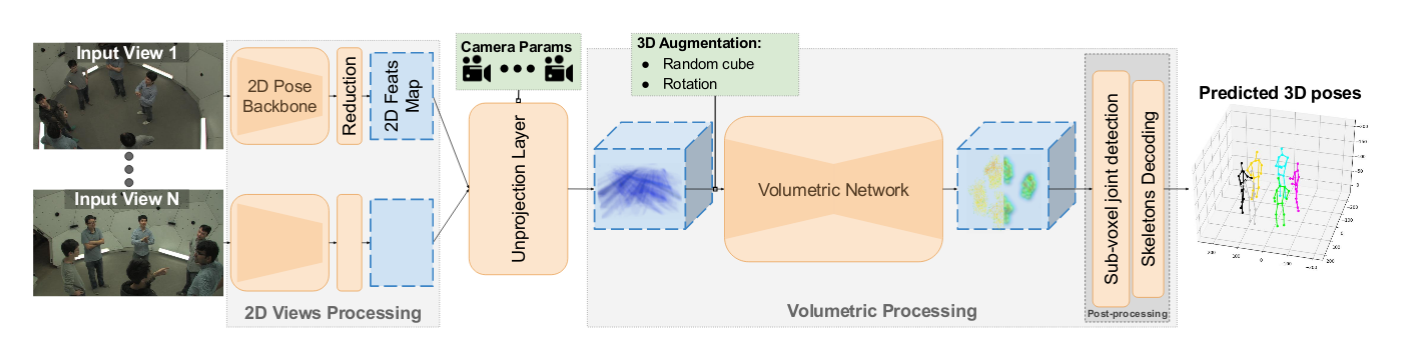 Input View 1
2D Pose
Backbone
Reduction
2D Feats
Map
Input View N
2D Views Processing
Camera Params
Unprojection Layer
3D Augmentation:
● Random cube
● Rotation
Volumetric Network
Volumetric Processing
Sub-voxel joint detection
Skeletons Decoding
Post-processing
Predicted 3D poses